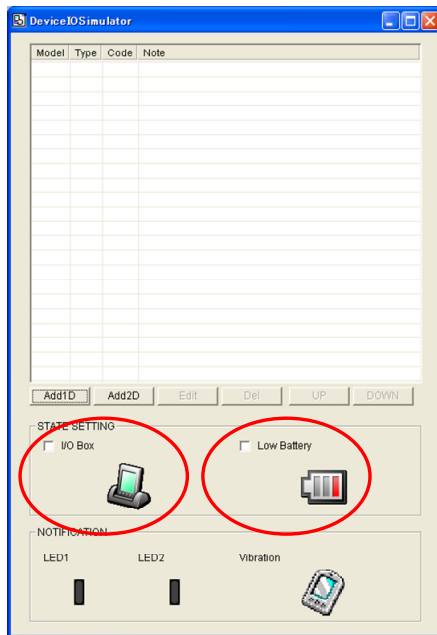 DeviceIOSimulator
Model Type Code Note
Add1D Add2D Edit Del UP DOWN
STATE SETTING
I/O Box Low Battery
NOTIFICATION
LED1 LED2 Vibration